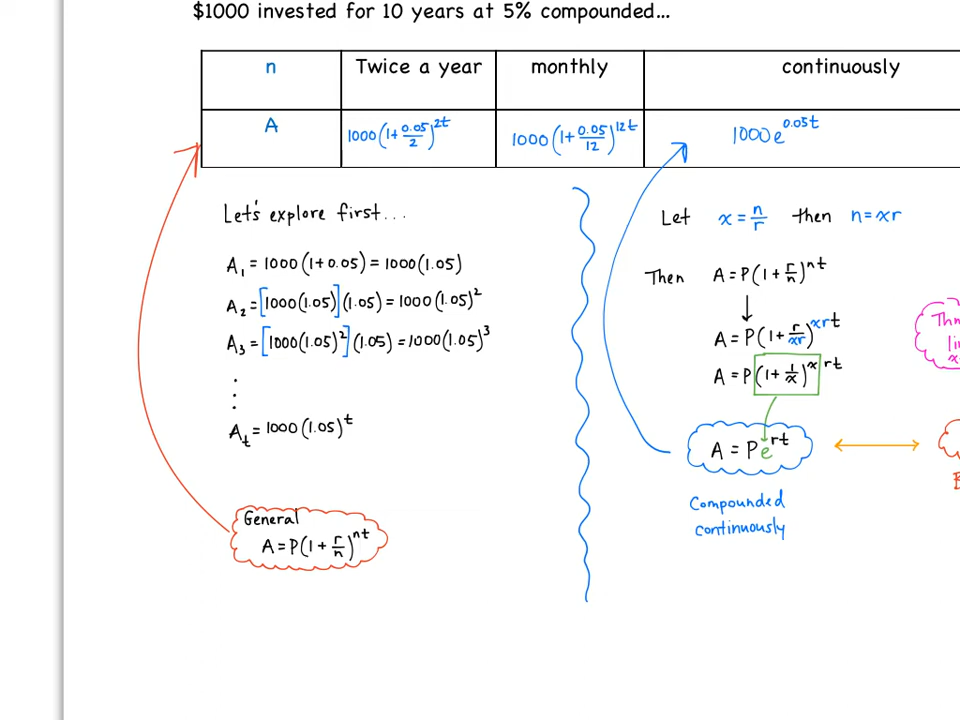 $1000 invested for 10 years at 5% compounded...
n Twice a year monthly continuously
A 1000(1+0.05/2)^2t 1000(1+0.05/12)^12t 1000e^0.05t
Let's explore first...
A₁ = 1000(1+0.05) = 1000(1.05)
A₂ = [1000(1.05)](1.05) = 1000(1.05)²
A₃ = [1000(1.05)²](1.05) = 1000(1.05)³
⋮
Aₜ = 1000(1.05)^t
General
A = P(1 + r/n)^nt
Let x = n/r then n = xr
Then A = P(1 + r/n)^nt
A = P(1 + r/xr)^xrt
A = P(1 + 1/x)^x rt
A = Pe^rt
Compounded
continuously